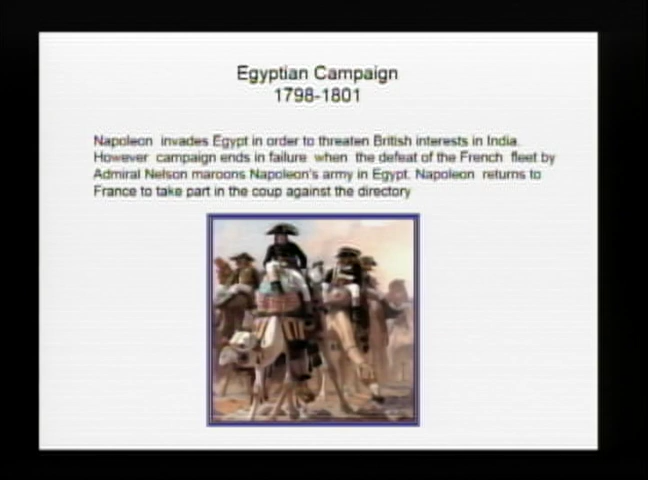 Egyptian Campaign
1798-1801
Napoleon invades Egypt in order to threaten British interests in India.
However campaign ends in failure when the defeat of the French fleet by
Admiral Nelson maroons Napoleon's army in Egypt. Napoleon returns to
France to take part in the coup against the directory